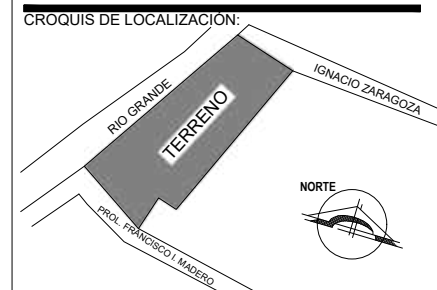 CROQUIS DE LOCALIZACIÓN:
RIO GRANDE
IGNACIO ZARAGOZA
TERRENO
NORTE
PROL. FRANCISCO I. MADERO